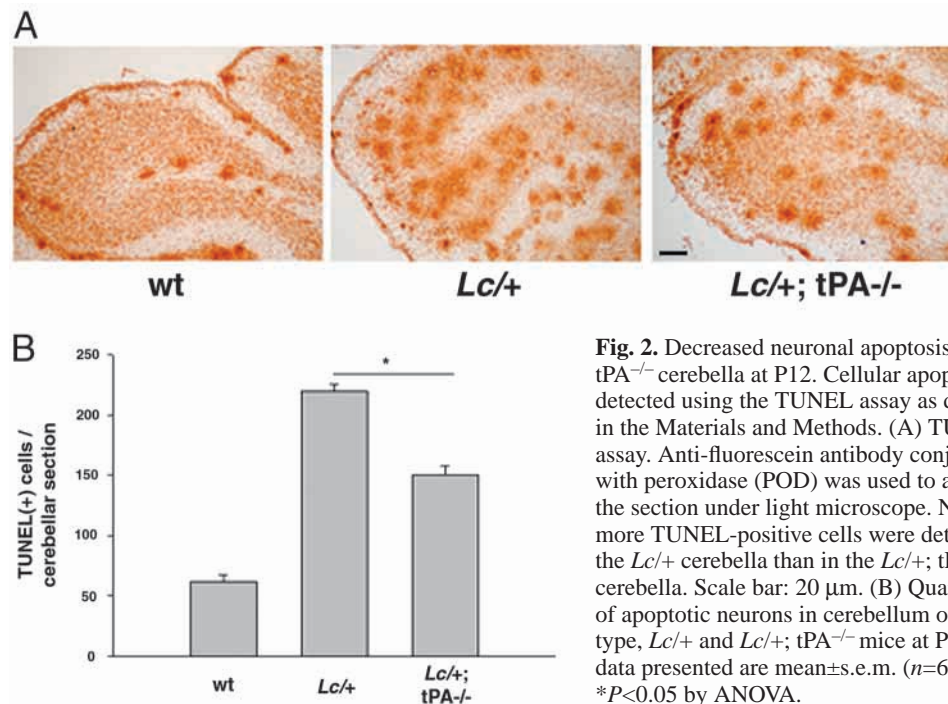 A
wt
Lc/+
Lc/+; tPA-/-
B
TUNEL(+) cells /
cerebellar section
250
200
150
100
50
0
*
wt
Lc/+
Lc/+;
tPA-/-
Fig. 2. Decreased neuronal apoptosis
tPA–/– cerebella at P12. Cellular apop
detected using the TUNEL assay as d
in the Materials and Methods. (A) TU
assay. Anti-fluorescein antibody conj
with peroxidase (POD) was used to a
the section under light microscope. N
more TUNEL-positive cells were det
the Lc/+ cerebella than in the Lc/+; t
cerebella. Scale bar: 20 μm. (B) Qua
of apoptotic neurons in cerebellum o
type, Lc/+ and Lc/+; tPA–/– mice at P
data presented are mean±s.e.m. (n=6
*P<0.05 by ANOVA.